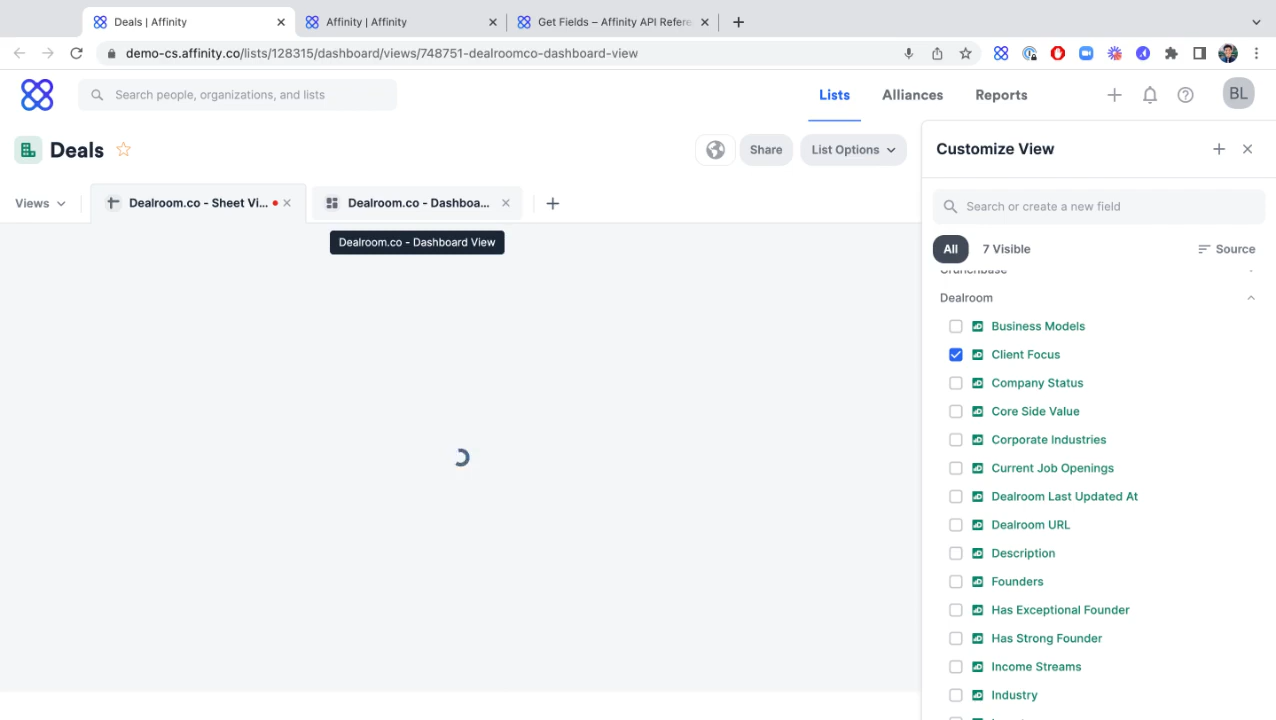 Deals | Affinity
Affinity | Affinity
Get Fields – Affinity API Refere
demo-cs.affinity.co/lists/128315/dashboard/views/748751-dealroomco-dashboard-view
Search people, organizations, and lists
Lists
Alliances
Reports
BL
Deals
Share
List Options
Views
Dealroom.co - Sheet Vi...
Dealroom.co - Dashboa...
Dealroom.co - Dashboard View
Customize View
Search or create a new field
All
7 Visible
Source
Crunchbase
Dealroom
Business Models
Client Focus
Company Status
Core Side Value
Corporate Industries
Current Job Openings
Dealroom Last Updated At
Dealroom URL
Description
Founders
Has Exceptional Founder
Has Strong Founder
Income Streams
Industry